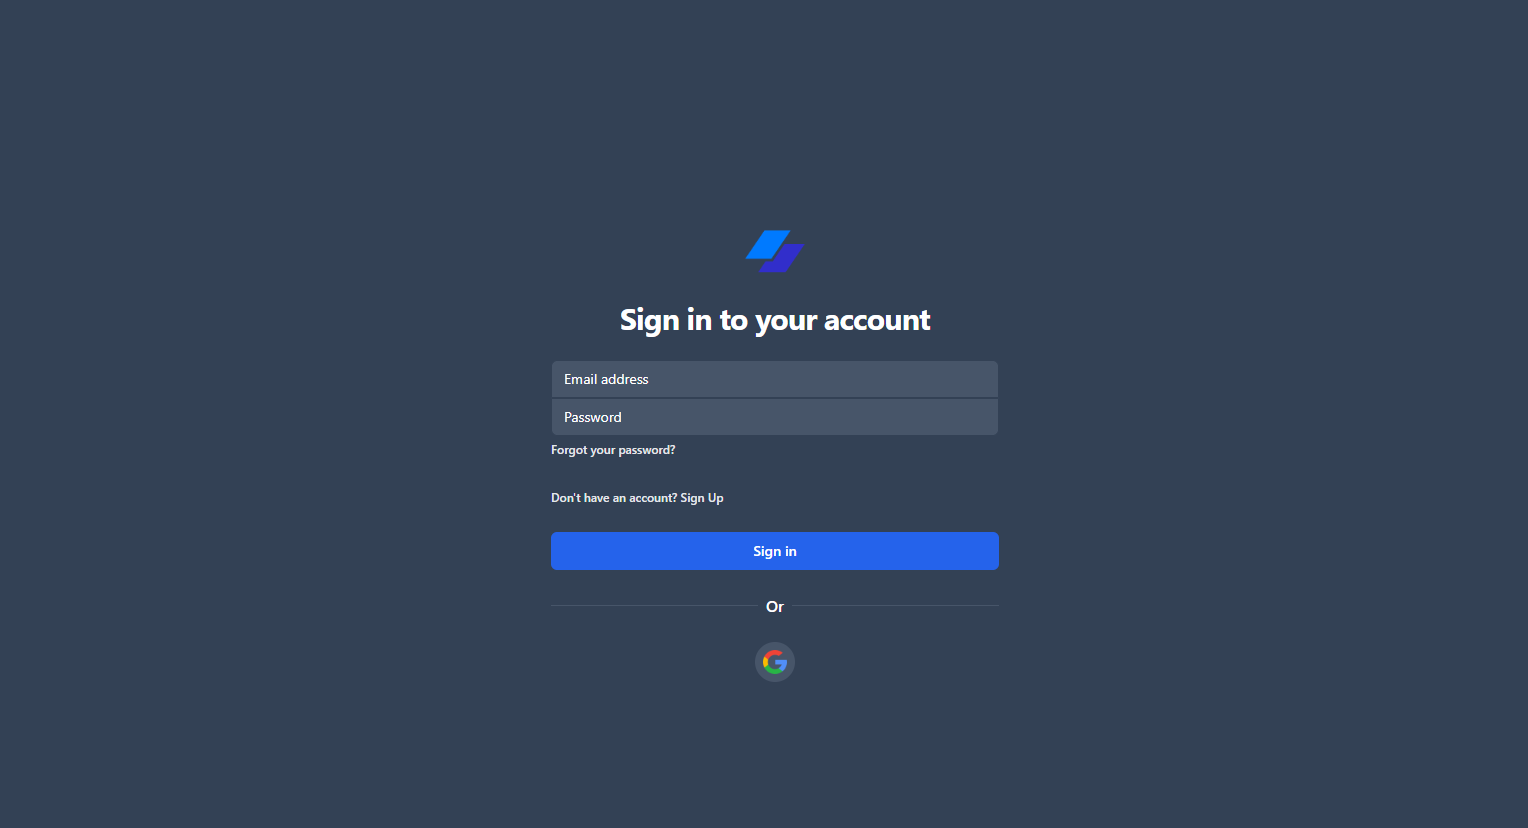 Sign in to your account
Email address
Password
Forgot your password?
Don't have an account? Sign Up
Sign in
Or